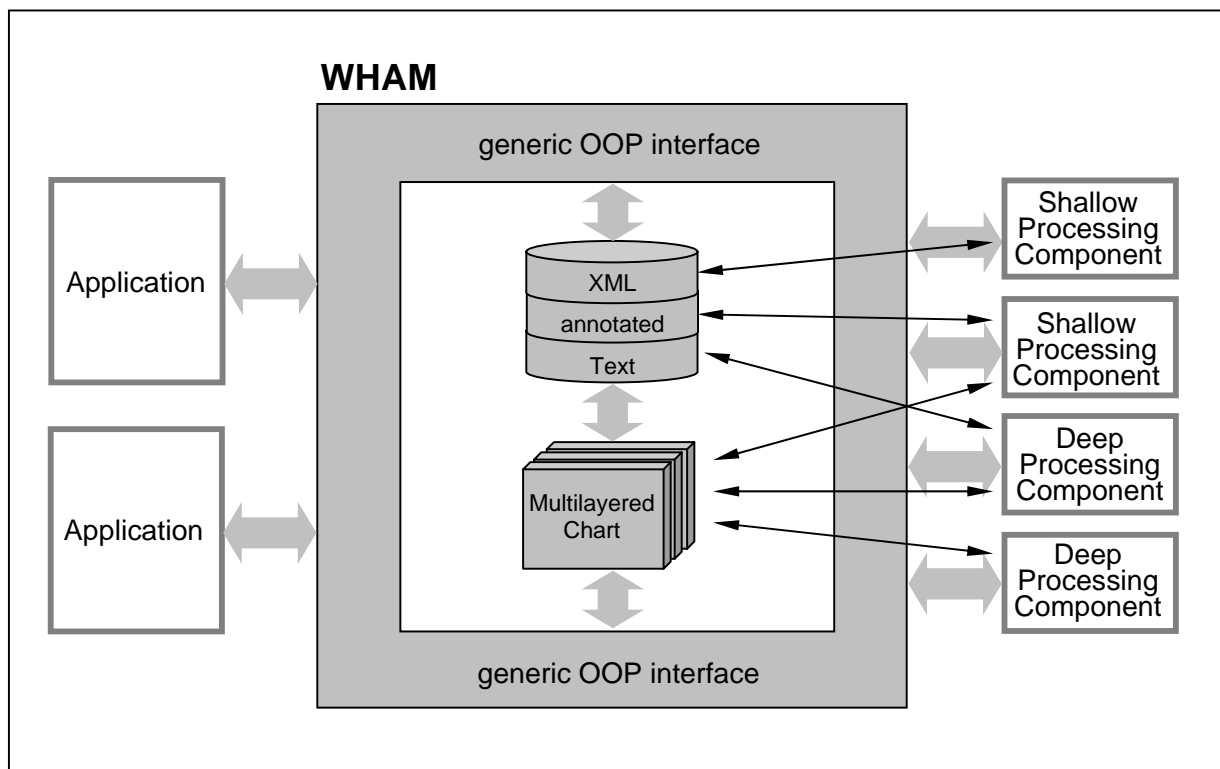 WHAM
generic OOP interface
Application
Application
XML
annotated
Text
Multilayered
Chart
generic OOP interface
Shallow
Processing
Component
Shallow
Processing
Component
Deep
Processing
Component
Deep
Processing
Component